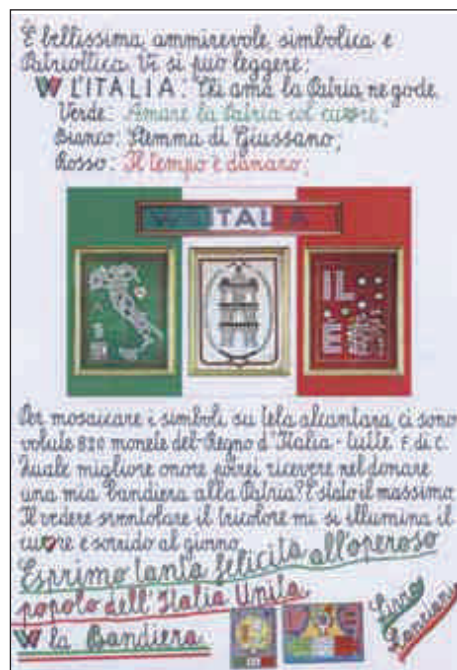 È bellissima, ammirevole, simbolica e
Patriottica. Vi si può leggere:
W L'ITALIA: Chi ama la Patria ne gode.
Verde: Amare la Patria col cuore;
Bianco: Stemma di Giussano;
Rosso: Il tempo è danaro;
W L'ITALIA
IL
È
Per mosaicare i simboli su tela alcantara ci sono
volute 820 monete del Regno d'Italia - tutte F. di C.
Quale migliore onore potrei ricevere nel donare
una mia bandiera alla Patria? È stato il massimo.
Il vedere sventolare il tricolore mi si illumina il
cuore e sorrido al giorno.
Esprimo tanta felicità all'operoso
popolo dell'Italia Unita
W la Bandiera
Livio